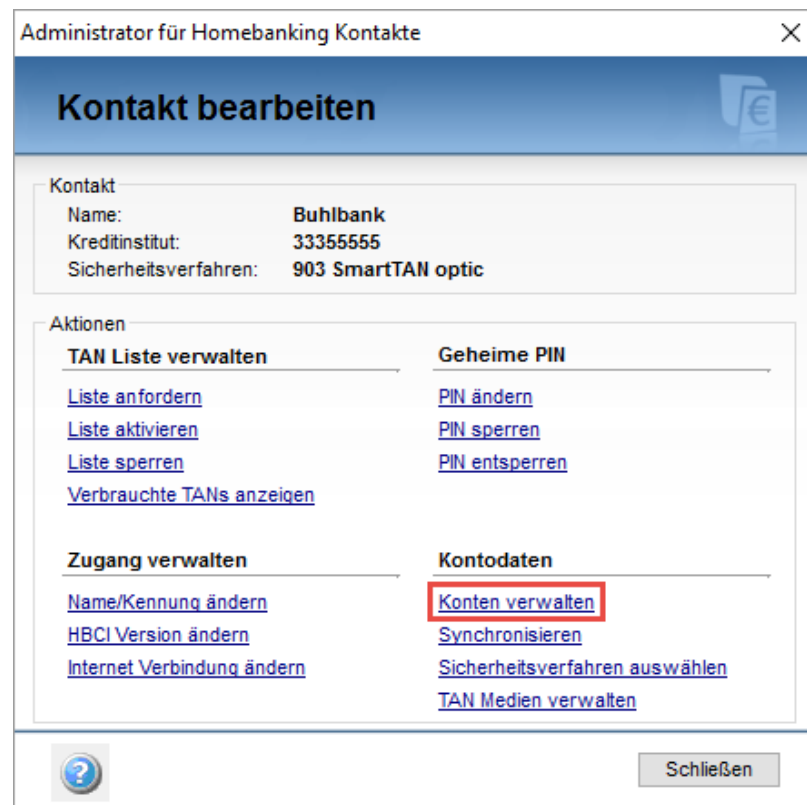 Administrator für Homebanking Kontakte
Kontakt bearbeiten
Kontakt
Name: Buhlbank
Kreditinstitut: 33355555
Sicherheitsverfahren: 903 SmartTAN optic
Aktionen
TAN Liste verwalten
Liste anfordern
Liste aktivieren
Liste sperren
Verbrauchte TANs anzeigen
Geheime PIN
PIN ändern
PIN sperren
PIN entsperren
Zugang verwalten
Name/Kennung ändern
HBCI Version ändern
Internet Verbindung ändern
Kontodaten
Konten verwalten
Synchronisieren
Sicherheitsverfahren auswählen
TAN Medien verwalten
Schließen